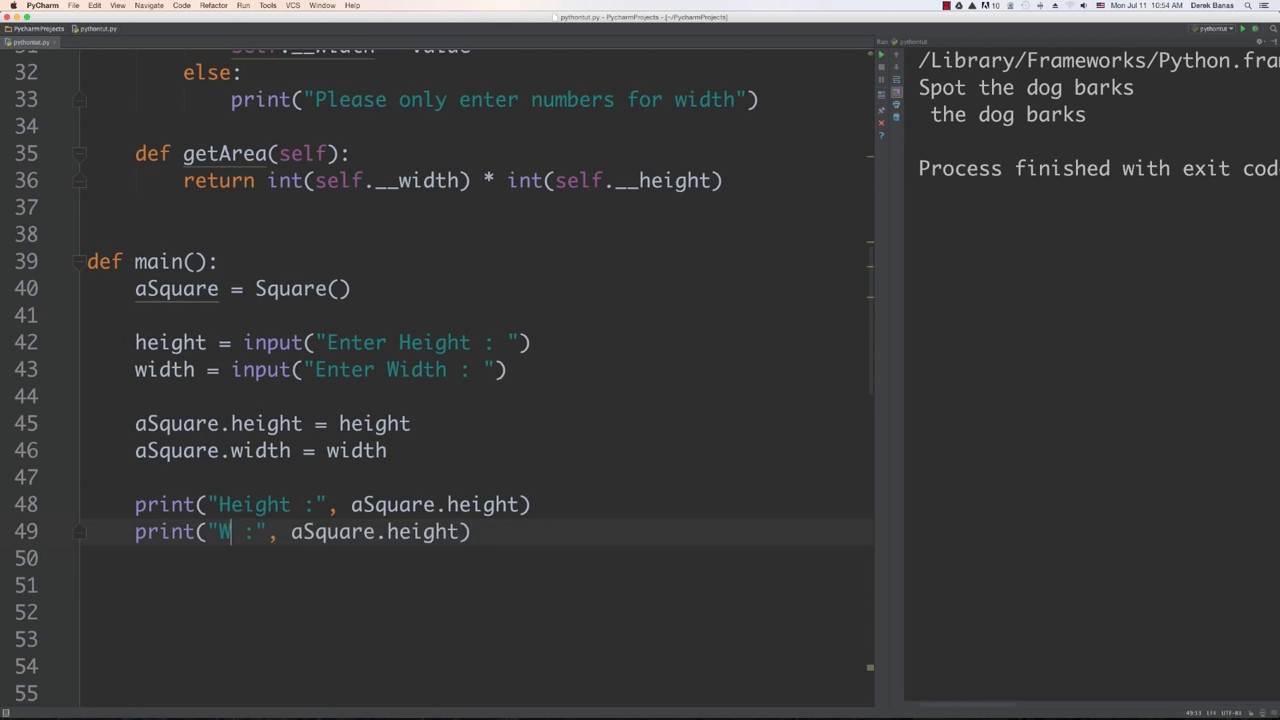 PyCharm File Edit View Navigate Code Refactor Run Tools VCS Window Help 10 Mon Jul 11 10:54 AM Derek Banas
pythontut.py - PycharmProjects - [~/PycharmProjects]
PycharmProjects pythontut.py pythontut
pythontut.py
Run pythontut
31 self.__width = value
32 else:
33 print("Please only enter numbers for width")
34
35 def getArea(self):
36 return int(self.__width) * int(self.__height)
37
38
39 def main():
40 aSquare = Square()
41
42 height = input("Enter Height : ")
43 width = input("Enter Width : ")
44
45 aSquare.height = height
46 aSquare.width = width
47
48 print("Height :", aSquare.height)
49 print("W :", aSquare.height)
50
51
52
53
54
55
/Library/Frameworks/Python.fra
Spot the dog barks
the dog barks
Process finished with exit cod
49:13 LF÷ UTF-8÷